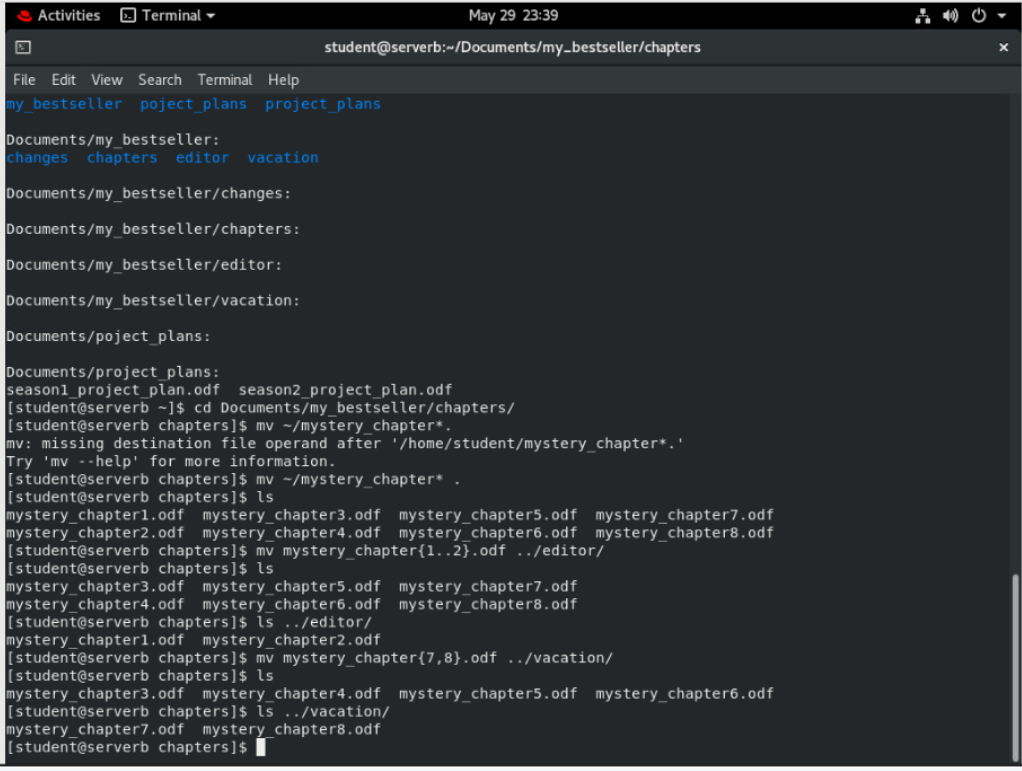 Activities Terminal May 29 23:39
student@serverb:~/Documents/my_bestseller/chapters
File Edit View Search Terminal Help
my_bestseller poject_plans project_plans
Documents/my_bestseller:
changes chapters editor vacation
Documents/my_bestseller/changes:
Documents/my_bestseller/chapters:
Documents/my_bestseller/editor:
Documents/my_bestseller/vacation:
Documents/poject_plans:
Documents/project_plans:
season1_project_plan.odf season2_project_plan.odf
[student@serverb ~]$ cd Documents/my_bestseller/chapters/
[student@serverb chapters]$ mv ~/mystery_chapter*.
mv: missing destination file operand after '/home/student/mystery_chapter*.'
Try 'mv --help' for more information.
[student@serverb chapters]$ mv ~/mystery_chapter* .
[student@serverb chapters]$ ls
mystery_chapter1.odf mystery_chapter3.odf mystery_chapter5.odf mystery_chapter7.odf
mystery_chapter2.odf mystery_chapter4.odf mystery_chapter6.odf mystery_chapter8.odf
[student@serverb chapters]$ mv mystery_chapter{1..2}.odf ../editor/
[student@serverb chapters]$ ls
mystery_chapter3.odf mystery_chapter5.odf mystery_chapter7.odf
mystery_chapter4.odf mystery_chapter6.odf mystery_chapter8.odf
[student@serverb chapters]$ ls ../editor/
mystery_chapter1.odf mystery_chapter2.odf
[student@serverb chapters]$ mv mystery_chapter{7,8}.odf ../vacation/
[student@serverb chapters]$ ls
mystery_chapter3.odf mystery_chapter4.odf mystery_chapter5.odf mystery_chapter6.odf
[student@serverb chapters]$ ls ../vacation/
mystery_chapter7.odf mystery_chapter8.odf
[student@serverb chapters]$